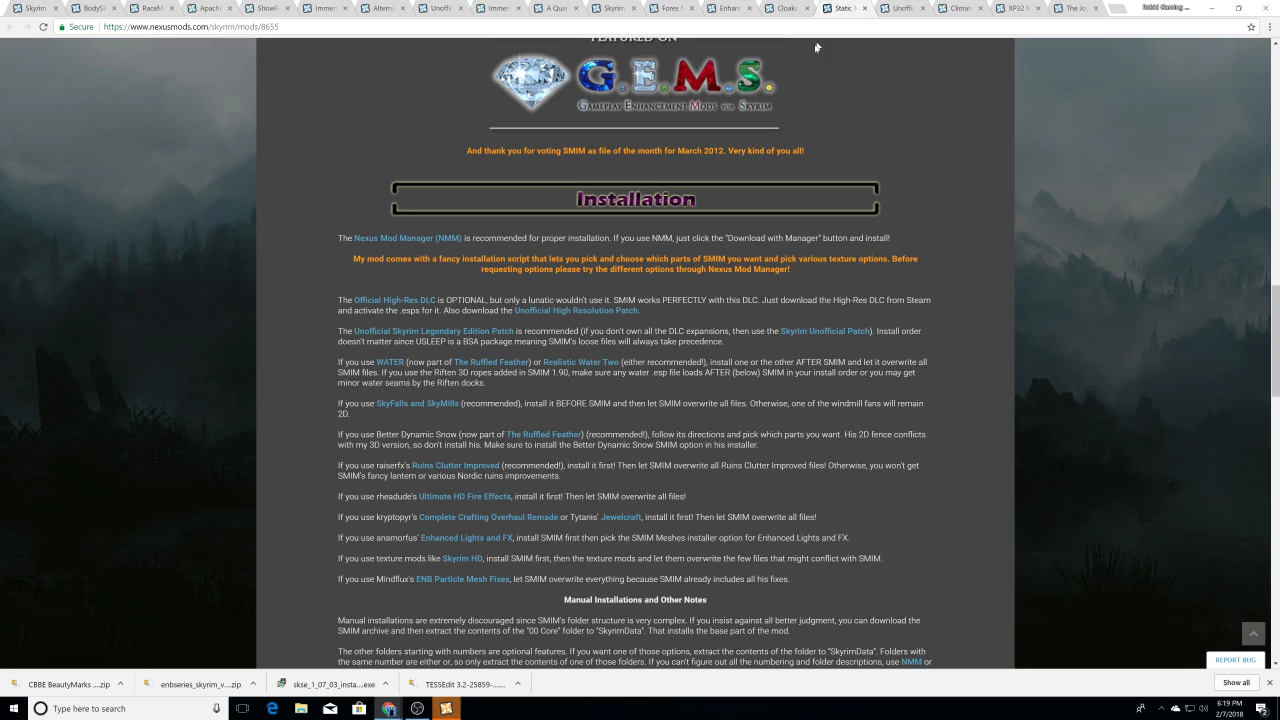 Skyrim
BodySl
RaceM
Apachi
ShowR
Immer
Altern
Unoffi
Immer
A Qua
Skyrim
Fores
Enhan
Cloak
Static
Unoffi
Climat
XP32
The Jo
Rabid Gaming ...
Secure
https://www.nexusmods.com/skyrim/mods/8655
FEATURED ON
G.E.M.S.
Gameplay Enhancement Mods for Skyrim
And thank you for voting SMIM as file of the month for March 2012. Very kind of you all!
Installation
The Nexus Mod Manager (NMM) is recommended for proper installation. If you use NMM, just click the "Download with Manager" button and install!
My mod comes with a fancy installation script that lets you pick and choose which parts of SMIM you want and pick various texture options. Before
requesting options please try the different options through Nexus Mod Manager!
The Official High-Res DLC is OPTIONAL, but only a lunatic wouldn't use it. SMIM works PERFECTLY with this DLC. Just download the High-Res DLC from Steam
and activate the .esps for it. Also download the Unofficial High Resolution Patch.
The Unofficial Skyrim Legendary Edition Patch is recommended (if you don't own all the DLC expansions, then use the Skyrim Unofficial Patch). Install order
doesn't matter since USLEEP is a BSA package meaning SMIM's loose files will always take precedence.
If you use WATER (now part of The Ruffled Feather) or Realistic Water Two (either recommended!), install one or the other AFTER SMIM and let it overwrite all
SMIM files. If you use the Riften 3D ropes added in SMIM 1.90, make sure any water .esp file loads AFTER (below) SMIM in your install order or you may get
minor water seams by the Riften docks.
If you use SkyFalls and SkyMills (recommended), install it BEFORE SMIM and then let SMIM overwrite all files. Otherwise, one of the windmill fans will remain
2D.
If you use Better Dynamic Snow (now part of The Ruffled Feather) (recommended!), follow its directions and pick which parts you want. His 2D fence conflicts
with my 3D version, so don't install his. Make sure to install the Better Dynamic Snow SMIM option in his installer.
If you use raiserfx's Ruins Clutter Improved (recommended!), install it first! Then let SMIM overwrite all Ruins Clutter Improved files! Otherwise, you won't get
SMIM's fancy lantern or various Nordic ruins improvements.
If you use rheadude's Ultimate HD Fire Effects, install it first! Then let SMIM overwrite all files!
If you use kryptopyr's Complete Crafting Overhaul Remade or Tytanis' Jewelcraft, install it first! Then let SMIM overwrite all files!
If you use anamorfus' Enhanced Lights and FX, install SMIM first then pick the SMIM Meshes installer option for Enhanced Lights and FX.
If you use texture mods like Skyrim HD, install SMIM first, then the texture mods and let them overwrite the few files that might conflict with SMIM.
If you use Mindflux's ENB Particle Mesh Fixes, let SMIM overwrite everything because SMIM already includes all his fixes.
Manual Installations and Other Notes
Manual installations are extremely discouraged since SMIM's folder structure is very complex. If you insist against all better judgment, you can download the
SMIM archive and then extract the contents of the "00 Core" folder to "SkyrimData". That installs the base part of the mod.
The other folders starting with numbers are optional features. If you want one of those options, extract the contents of the folder to "SkyrimData". Folders with
the same number are either or, so only extract the contents of one of those folders. If you can't figure out all the numbering and folder descriptions, use NMM or
REPORT BUG
CBBE BeautyMarks ....zip
enbseries_skyrim_v....zip
skse_1_07_03_insta....exe
TES5Edit 3.2-25859-.......
Show all
Type here to search
6:19 PM
2/7/2018
2